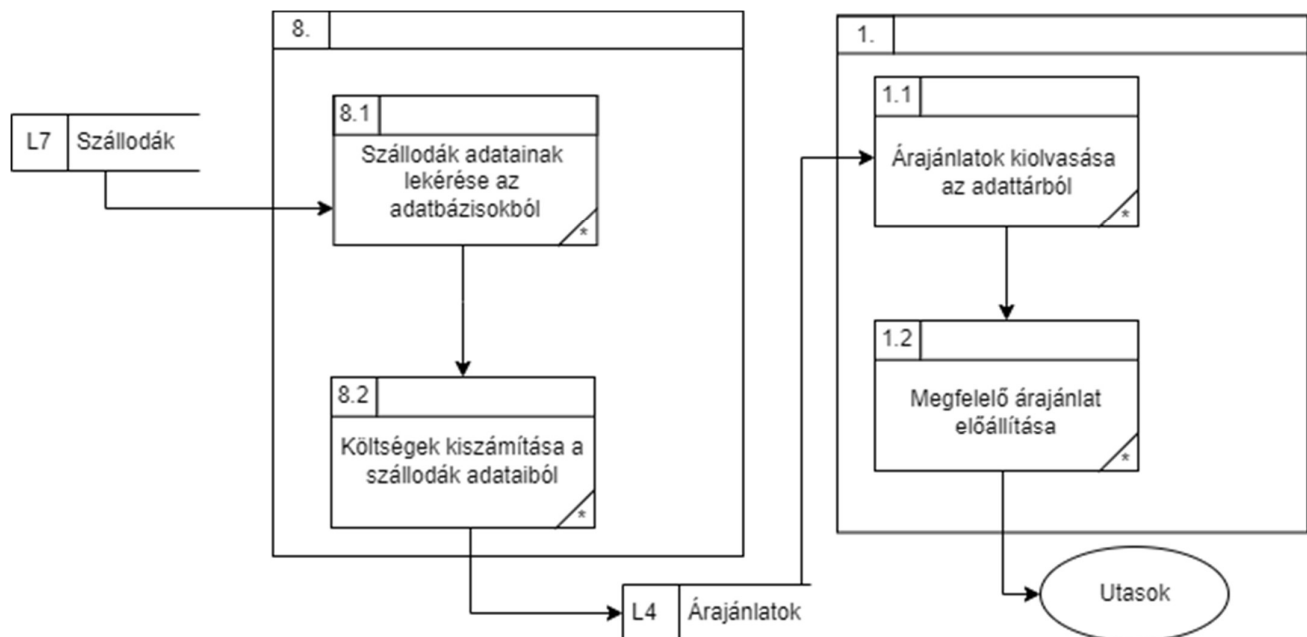 8.
1.
8.1
Szállodák adatainak
lekérése az
adatbázisokból
*
L7
Szállodák
1.1
Árajánlatok kiolvasása
az adattárból
*
8.2
Költségek kiszámítása a
szállodák adataiból
*
1.2
Megfelelő árajánlat
előállítása
*
L4
Árajánlatok
Utasok